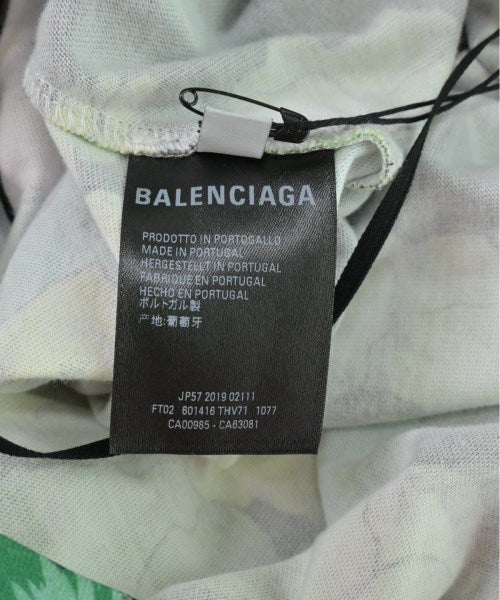 BALENCIAGA
PRODOTTO IN PORTOGALLO
MADE IN PORTUGAL
HERGESTELLT IN PORTUGAL
FABRIQUE EN PORTUGAL
HECHO EN PORTUGAL
ポルトガル製
产地:葡萄牙
JP57 2019 02111
FT02 601416 THV71 1077
CA00985 - CA63081